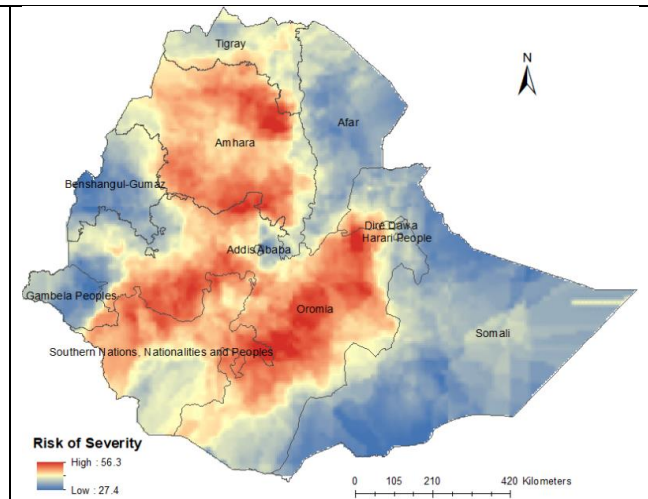 Tigray
N
Afar
Amhara
Benshangul-Gumaz
Dire Dawa
Harari People
Addis Ababa
Gambela Peoples
Oromia
Somali
Southern Nations, Nationalities and Peoples
Risk of Severity
High : 56.3
Low : 27.4
0 105 210 420 Kilometers